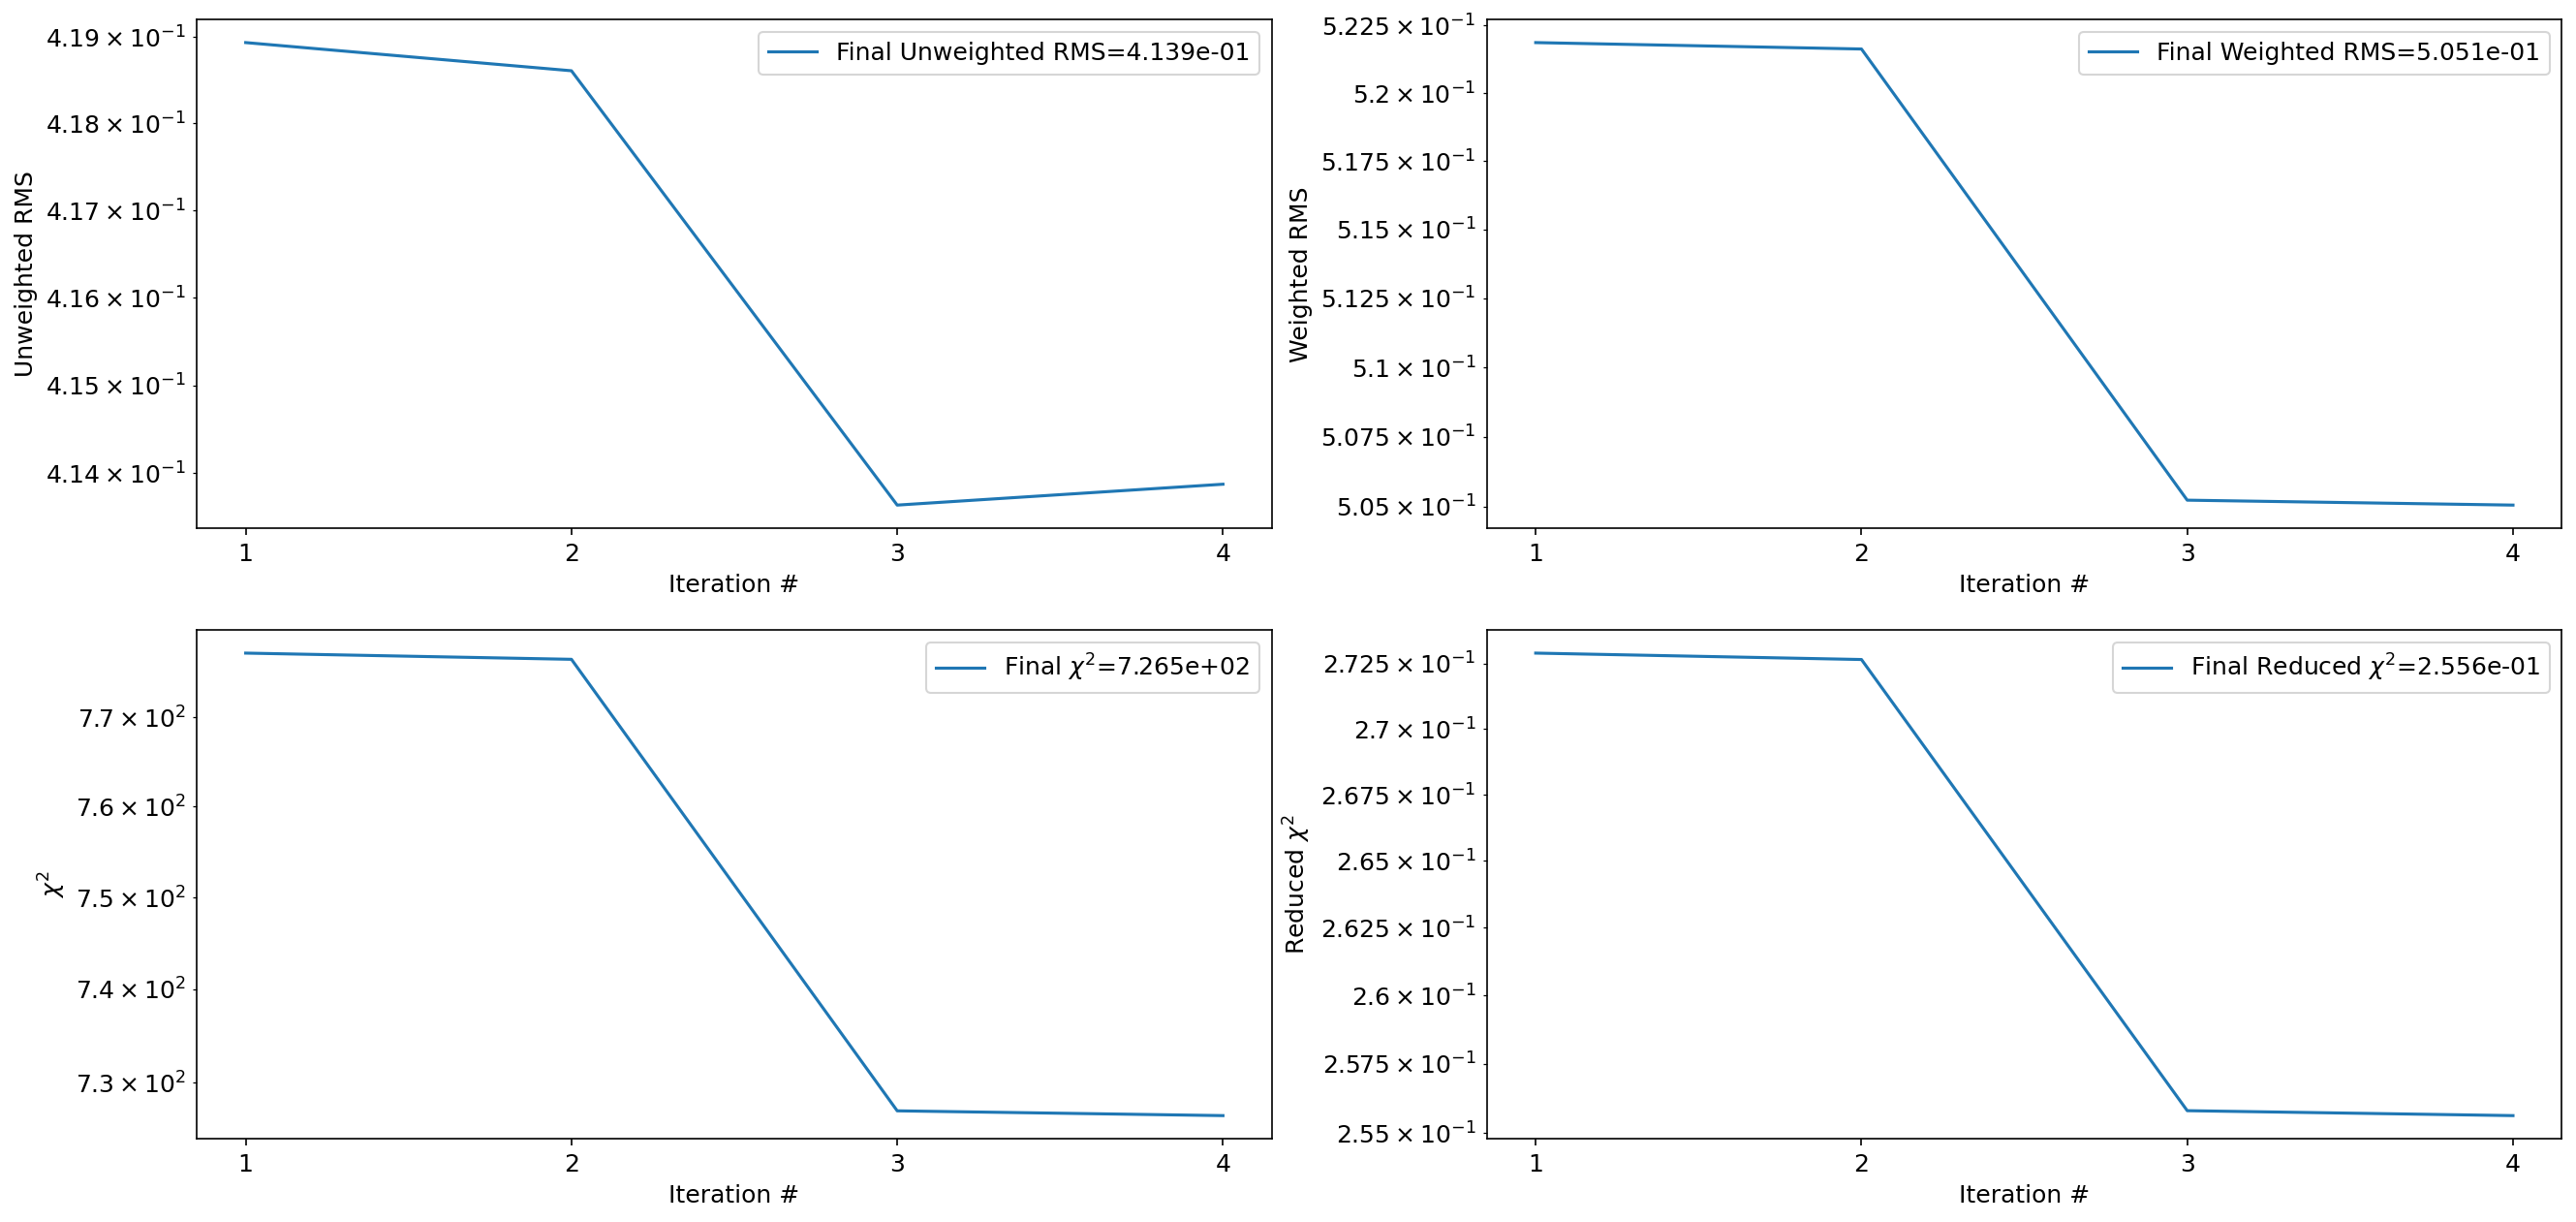 Unweighted RMS
4.19 × 10⁻¹
4.18 × 10⁻¹
4.17 × 10⁻¹
4.16 × 10⁻¹
4.15 × 10⁻¹
4.14 × 10⁻¹
Final Unweighted RMS=4.139e-01
1 2 3 4
Iteration #
Weighted RMS
5.225 × 10⁻¹
5.2 × 10⁻¹
5.175 × 10⁻¹
5.15 × 10⁻¹
5.125 × 10⁻¹
5.1 × 10⁻¹
5.075 × 10⁻¹
5.05 × 10⁻¹
Final Weighted RMS=5.051e-01
1 2 3 4
Iteration #
χ²
7.7 × 10²
7.6 × 10²
7.5 × 10²
7.4 × 10²
7.3 × 10²
Final χ²=7.265e+02
1 2 3 4
Iteration #
Reduced χ²
2.725 × 10⁻¹
2.7 × 10⁻¹
2.675 × 10⁻¹
2.65 × 10⁻¹
2.625 × 10⁻¹
2.6 × 10⁻¹
2.575 × 10⁻¹
2.55 × 10⁻¹
Final Reduced χ²=2.556e-01
1 2 3 4
Iteration #